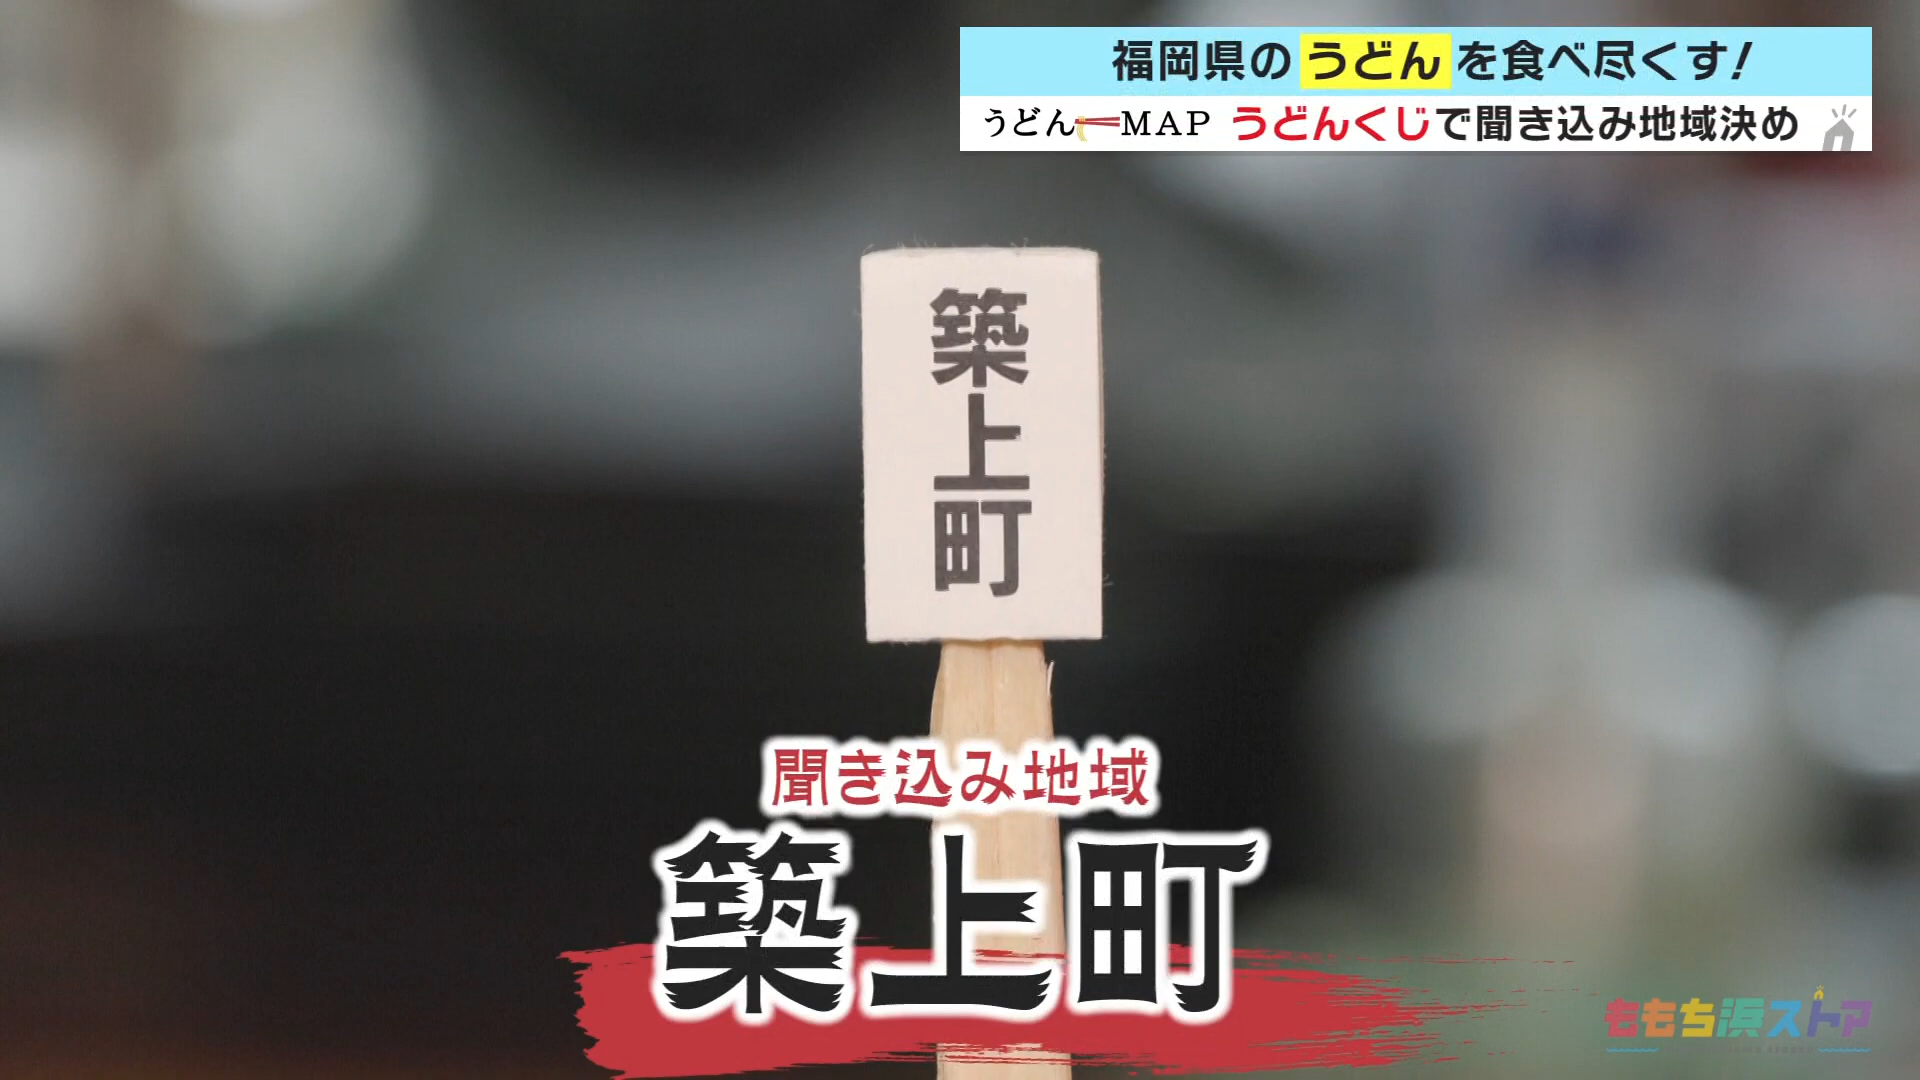 福岡県のうどんを食べ尽くす!
うどんMAP うどんくじで聞き込み地域決め
築上町
聞き込み地域
築上町
ももち浜ストア